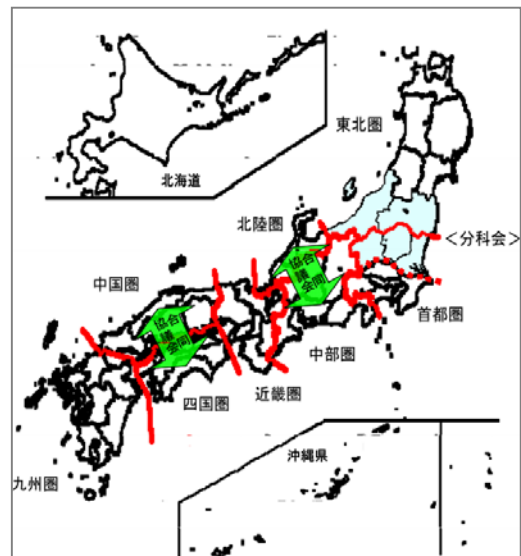 東北圏
北海道
北陸圏
<分科会>
合同
協議会
中国圏
首都圏
合同
協議会
中部圏
近畿圏
四国圏
沖縄県
九州圏